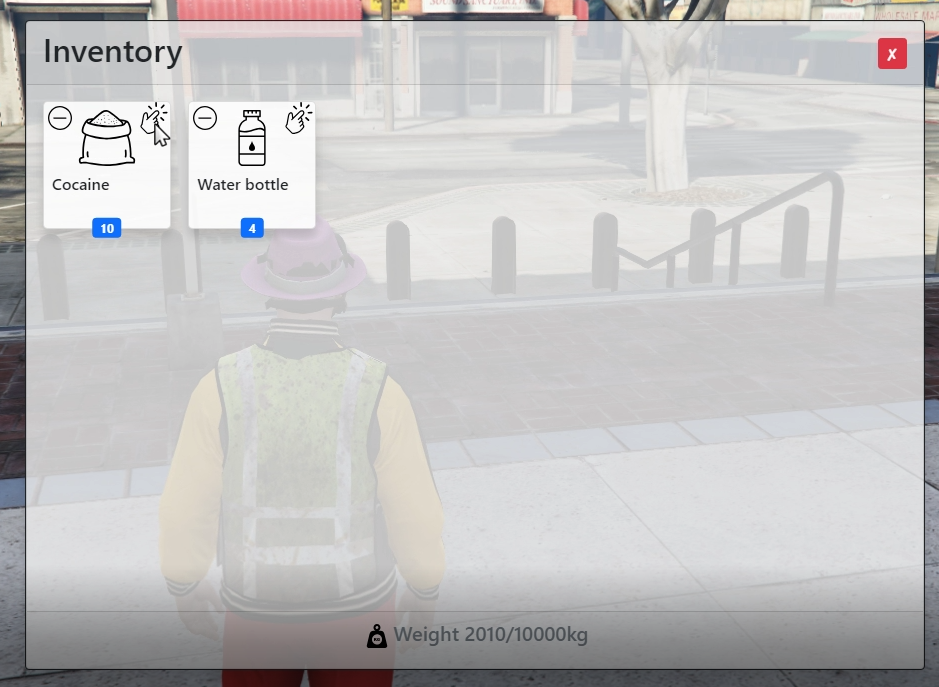 Inventory
x
Cocaine
10
Water bottle
4
Weight 2010/10000kg